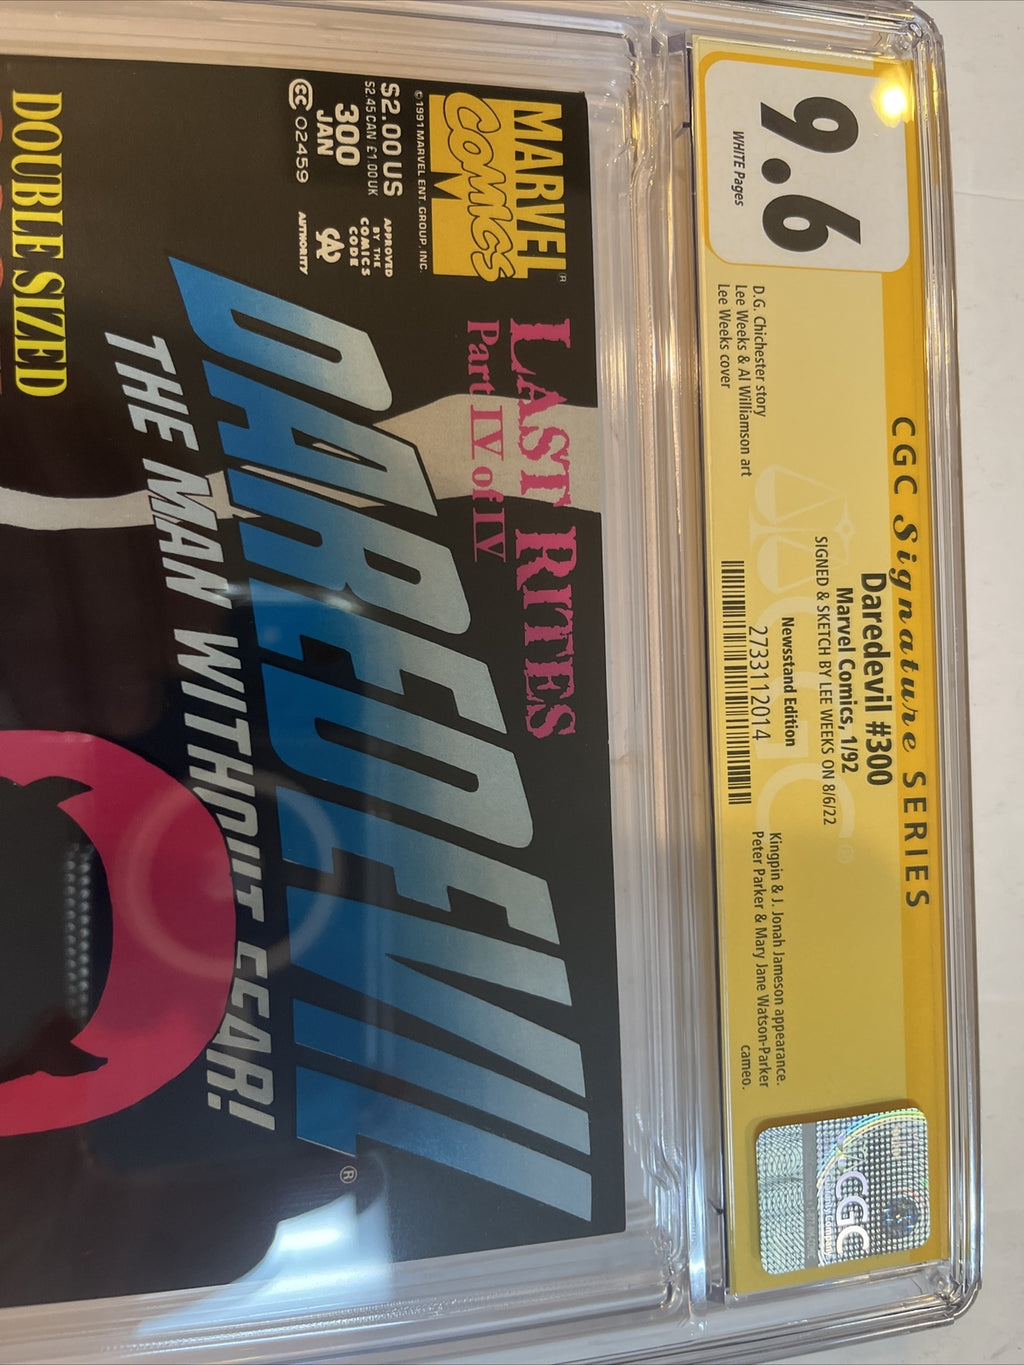 CGC Signature SERIES
9.6
WHITE Pages
Daredevil #300
Marvel Comics, 1/92
SIGNED & SKETCH BY LEE WEEKS ON 8/6/22
D.G. Chichester story
Lee Weeks & Al Williamson art
Lee Weeks cover
Newsstand Edition
2733112014
Kingpin & J. Jonah Jameson appearance.
Peter Parker & Mary Jane Watson-Parker
cameo.
CGC
MARVEL®
COMICS
©1991 MARVEL ENT. GROUP, INC.
$2.00 US
$2.45 CAN £1.00 UK
300
JAN
CC 02459
APPROVED
BY THE
COMICS
CODE
CA
AUTHORITY
LAST RITES
Part IV of IV
DAREDEVIL®
THE MAN WITHOUT FEAR!
DOUBLE SIZED